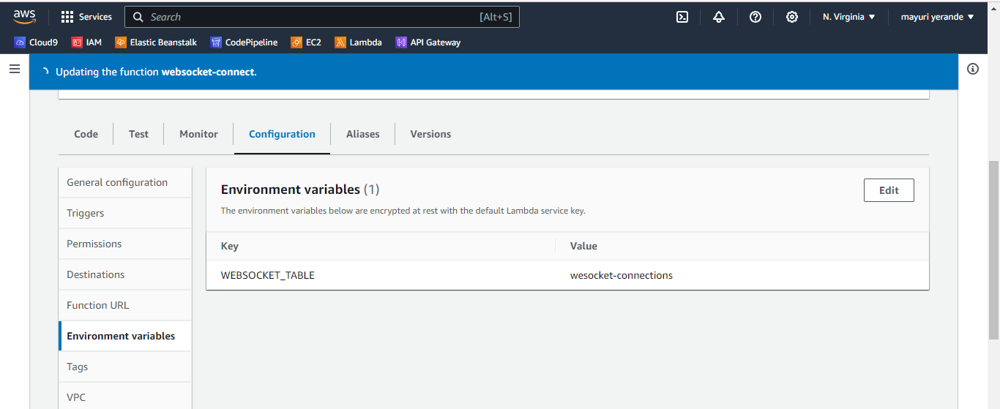 aws
Services
Search
[Alt+S]
N. Virginia
mayuri yerande
Cloud9
IAM
Elastic Beanstalk
CodePipeline
EC2
Lambda
API Gateway
Updating the function websocket-connect.
Code
Test
Monitor
Configuration
Aliases
Versions
General configuration
Triggers
Permissions
Destinations
Function URL
Environment variables
Tags
VPC
Environment variables (1)
Edit
The environment variables below are encrypted at rest with the default Lambda service key.
Key
Value
WEBSOCKET_TABLE
wesocket-connections